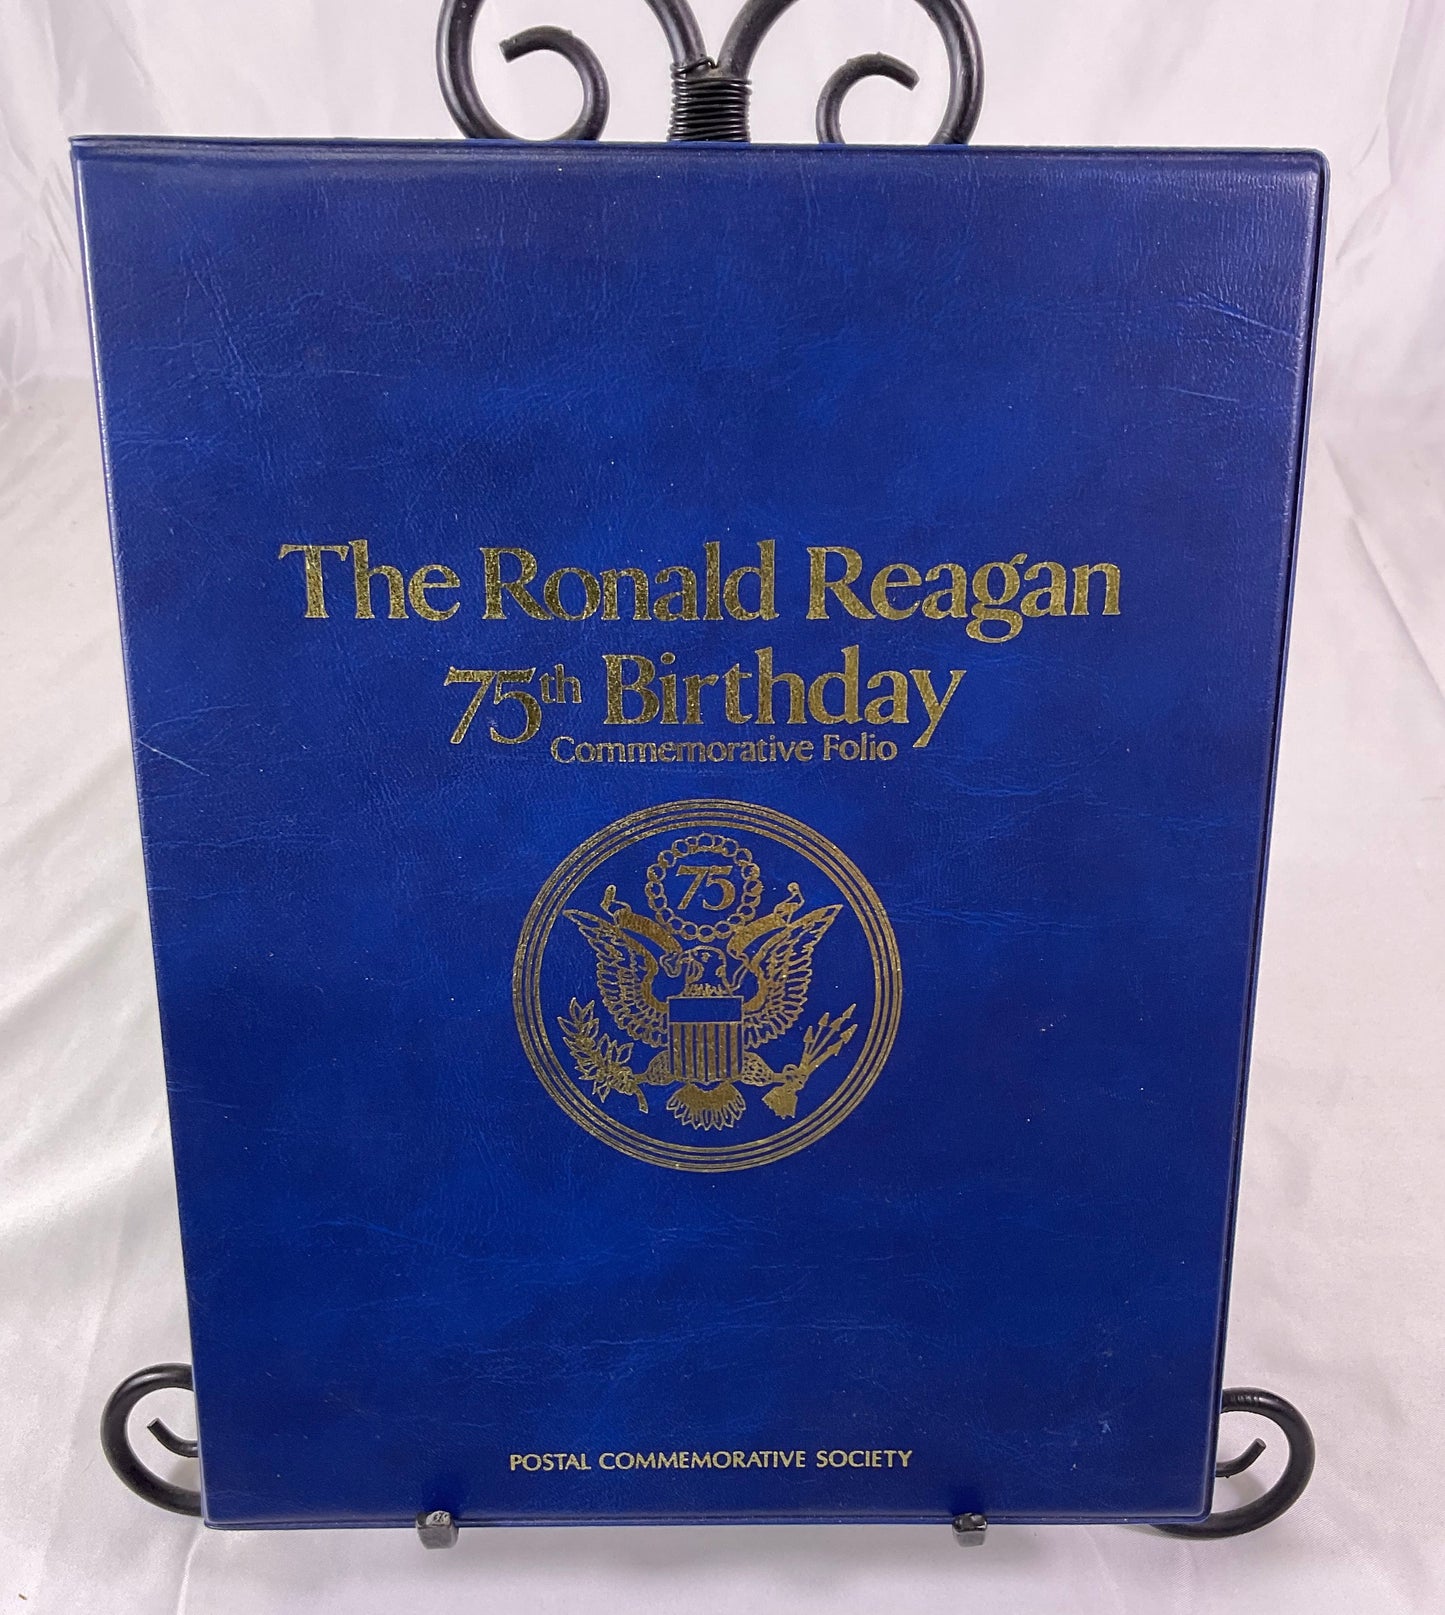 The Ronald Reagan
75th Birthday
Commemorative Folio
75
POSTAL COMMEMORATIVE SOCIETY